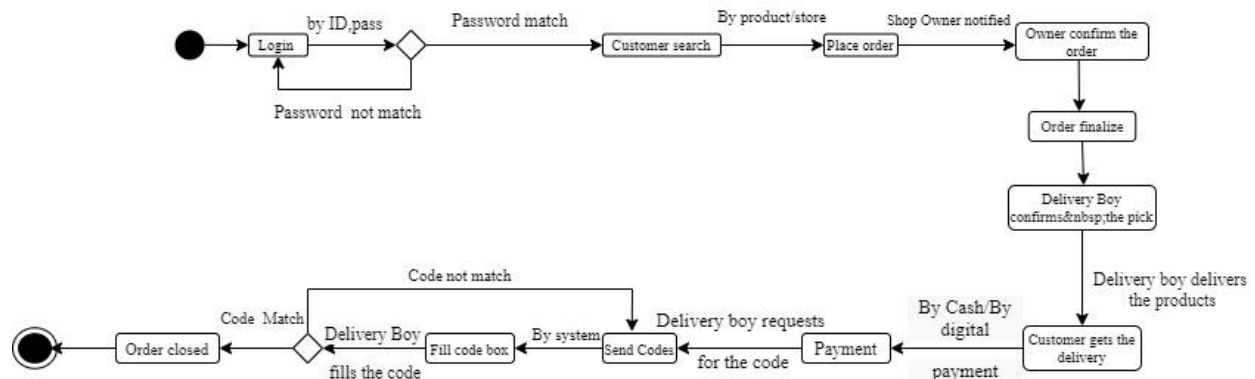 by ID,pass
Password match
By product/store
Shop Owner notified
Login
Customer search
Place order
Owner confirm the
order
Password  not match
Order finalize
Delivery Boy
confirms&nbsp;the pick
Delivery boy delivers
the products
Code not match
Code  Match
Delivery Boy
fills the code
By system
Delivery boy requests
for the code
By Cash/By
digital
payment
Order closed
Fill code box
Send Codes
Payment
Customer gets the
delivery